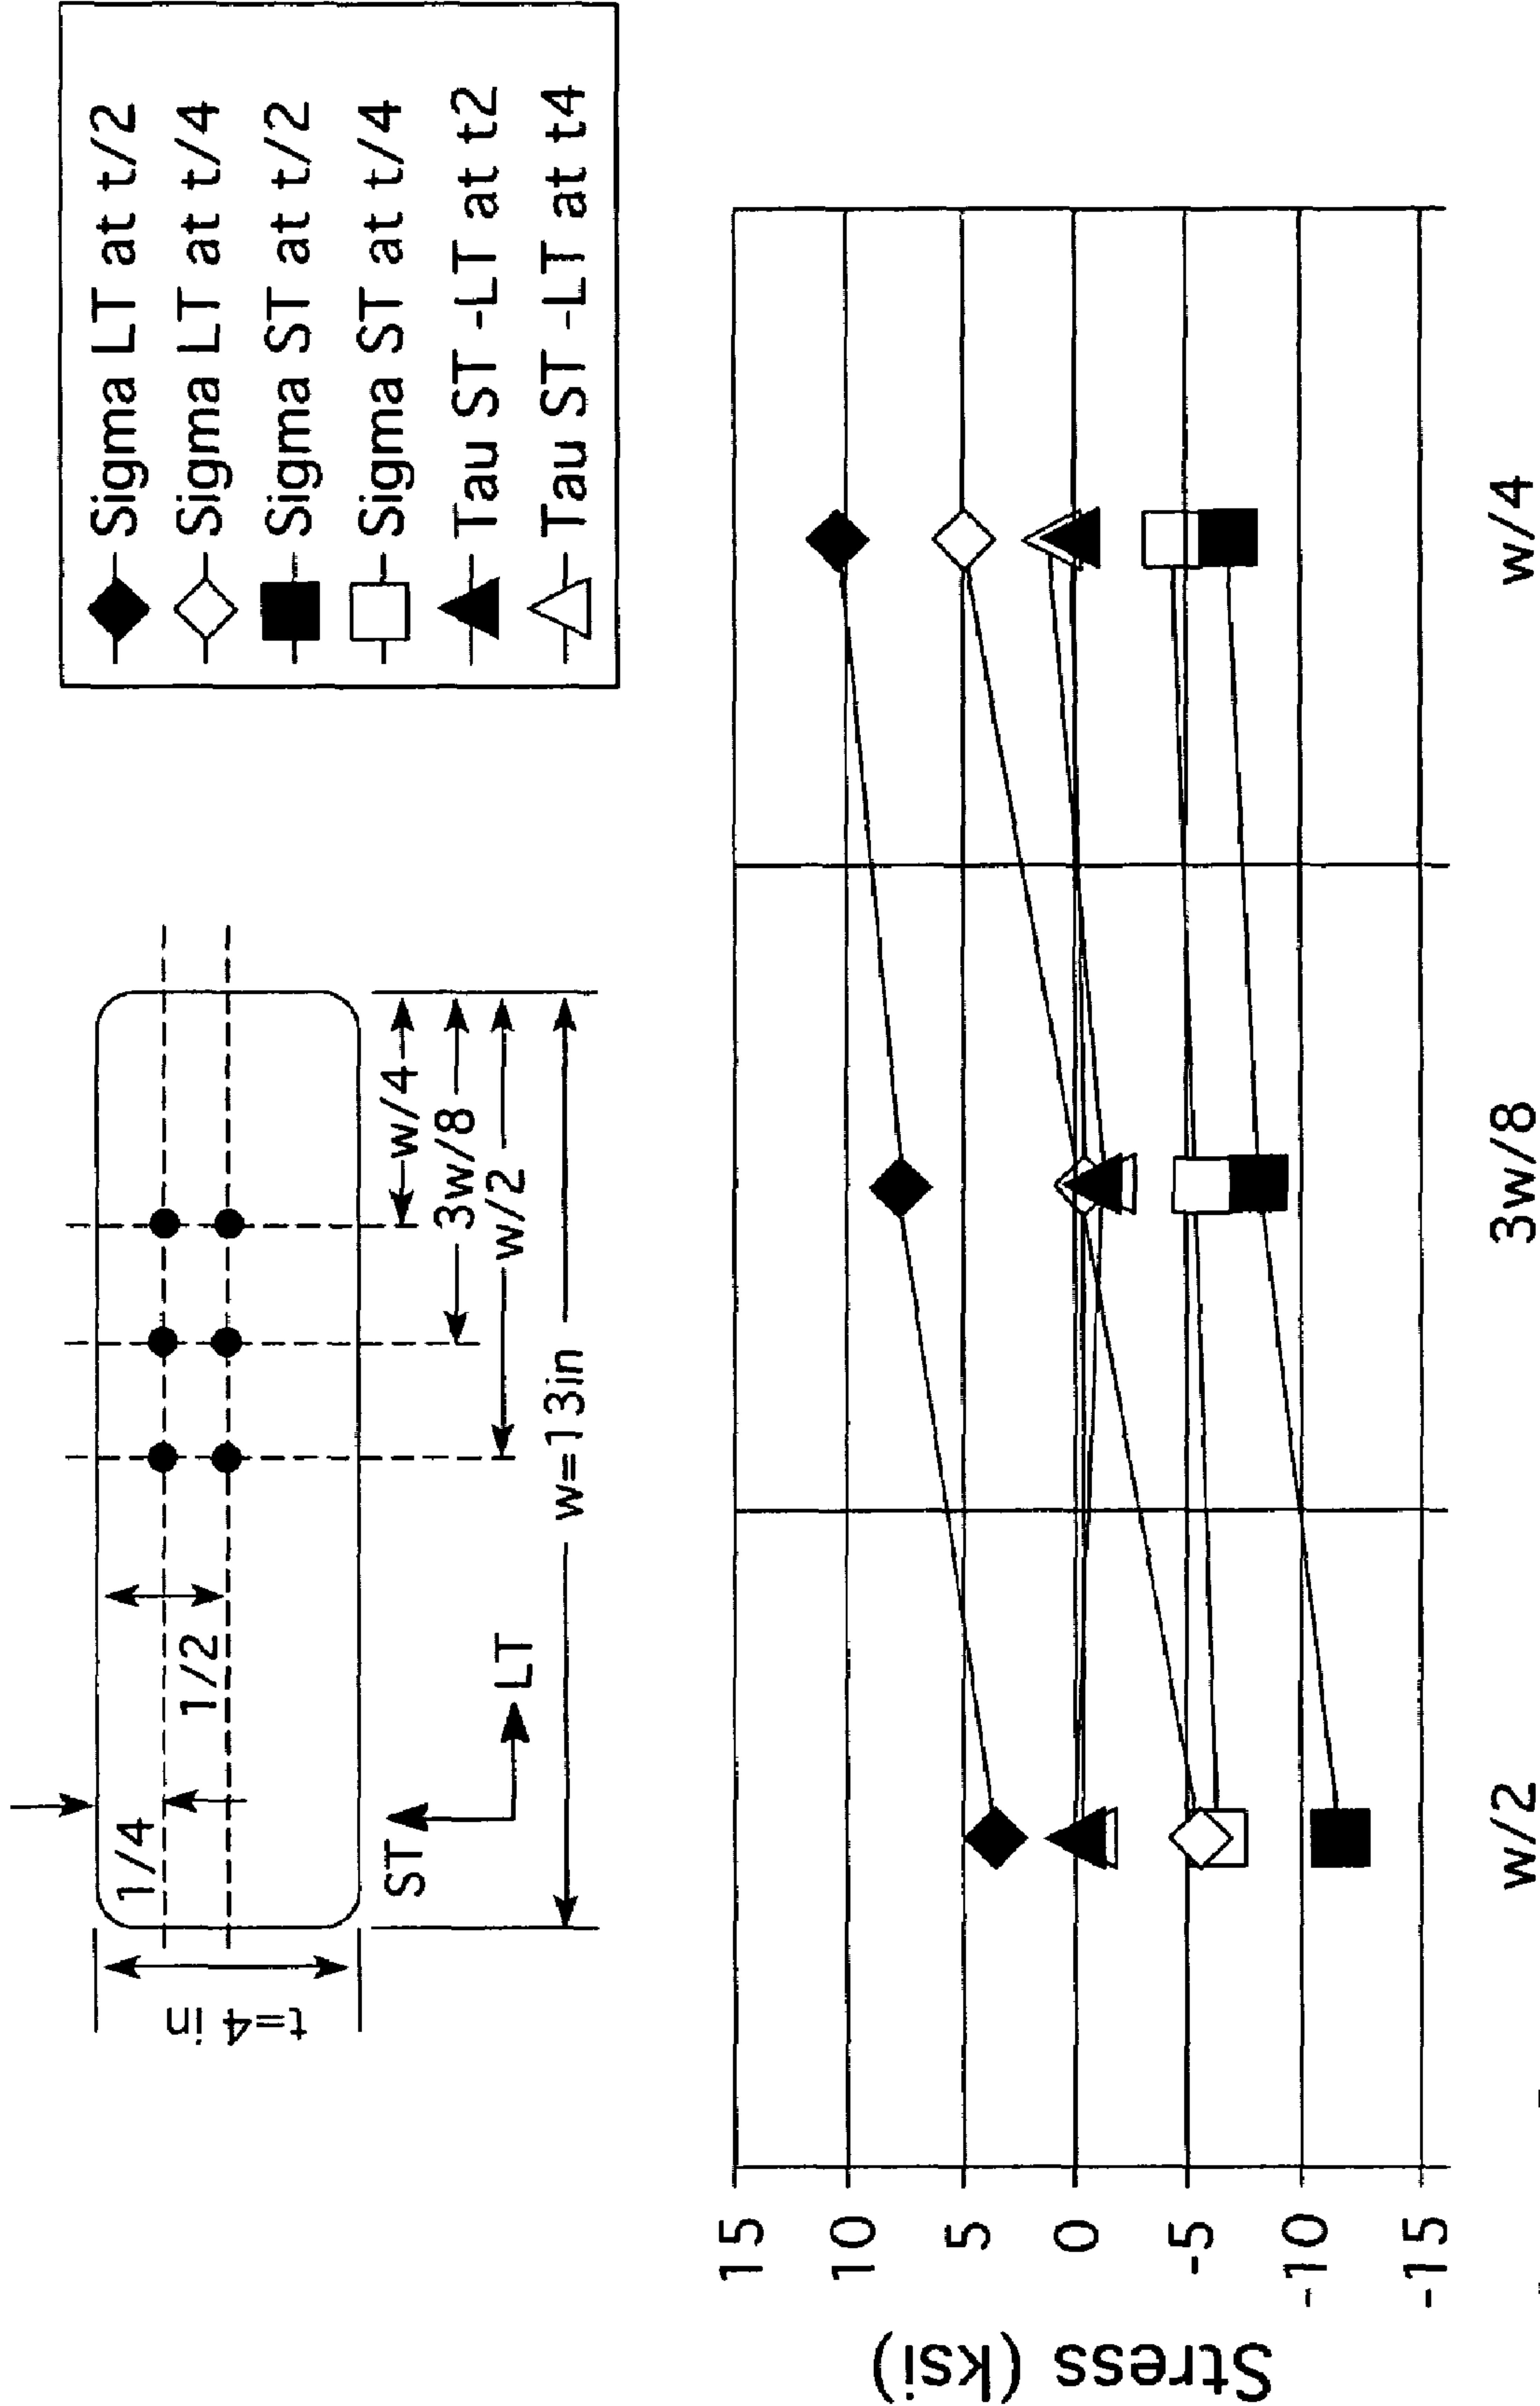 Sigma LT at t/2
Sigma LT at t/4
Sigma ST at t/2
Sigma ST at t/4
Tau ST -LT at t2
Tau ST -LT at t4
t=4 in
1/4
1/2
ST
LT
w/4
3w/8
w/2
w=13in
Stress (ksi)
15
10
5
0
-5
-10
-15
w/2
3w/8
w/4